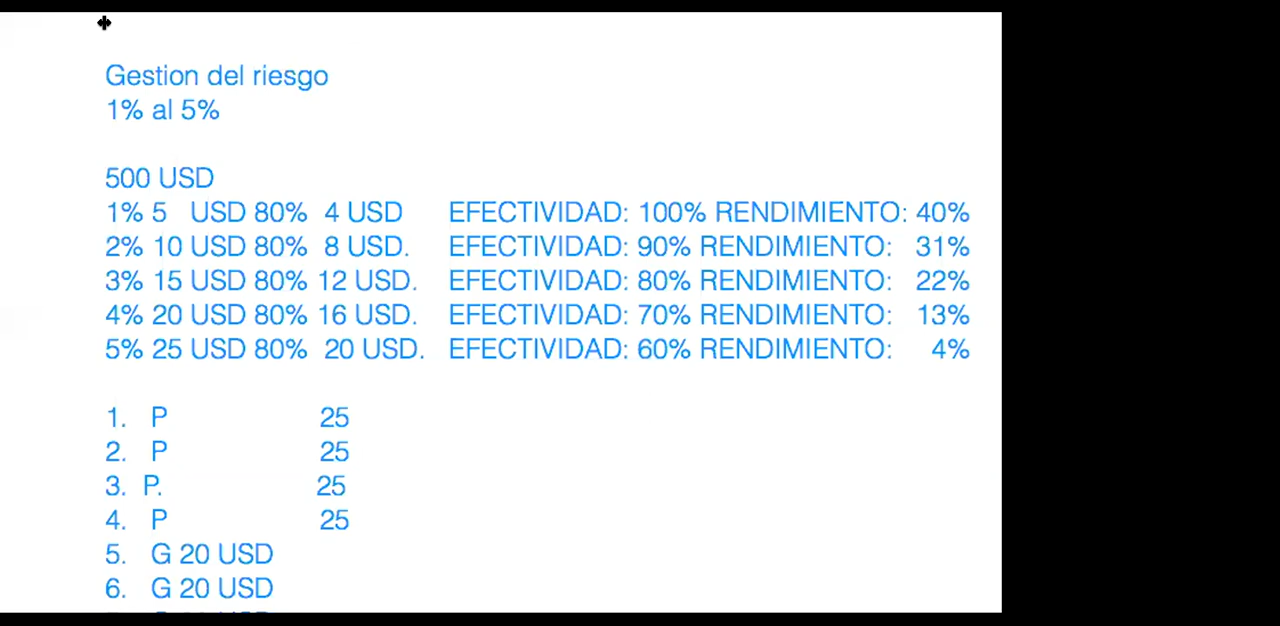 Gestion del riesgo
1% al 5%
500 USD
1% 5 USD 80% 4 USD EFECTIVIDAD: 100% RENDIMIENTO: 40%
2% 10 USD 80% 8 USD. EFECTIVIDAD: 90% RENDIMIENTO: 31%
3% 15 USD 80% 12 USD. EFECTIVIDAD: 80% RENDIMIENTO: 22%
4% 20 USD 80% 16 USD. EFECTIVIDAD: 70% RENDIMIENTO: 13%
5% 25 USD 80% 20 USD. EFECTIVIDAD: 60% RENDIMIENTO: 4%
1. P 25
2. P 25
3. P. 25
4. P 25
5. G 20 USD
6. G 20 USD